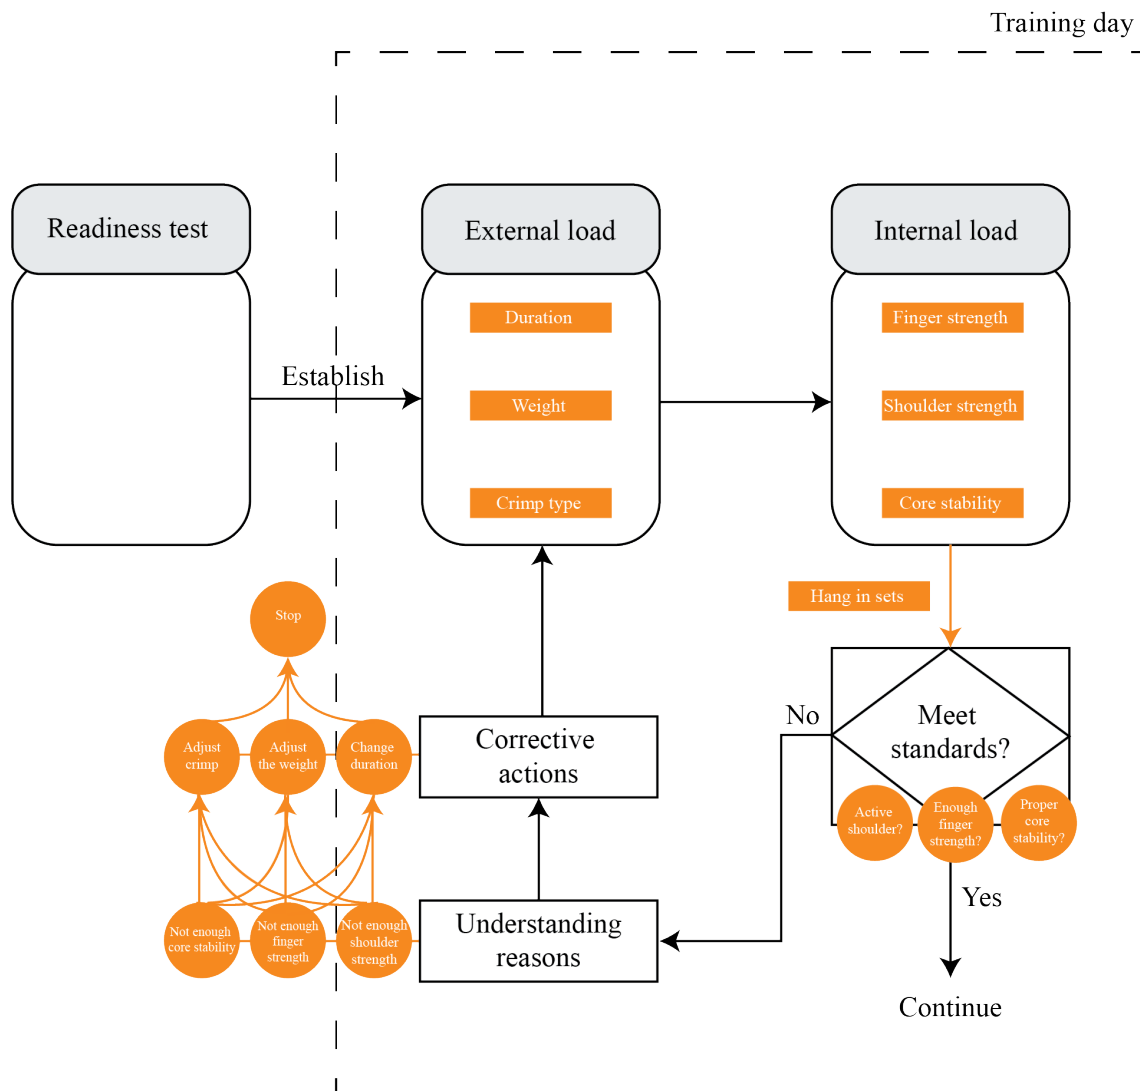 Training day
Readiness test
External load
Internal load
Duration
Finger strength
Establish
Weight
Shoulder strength
Crimp type
Core stability
Hang in sets
Stop
No
Meet
standards?
Adjust
crimp
Adjust
the weight
Change
duration
Corrective
actions
Active
shoulder?
Enough
finger
strength?
Proper
core
stability?
Yes
Not enough
core stability
Not enough
finger
strength
Not enough
shoulder
strength
Understanding
reasons
Continue